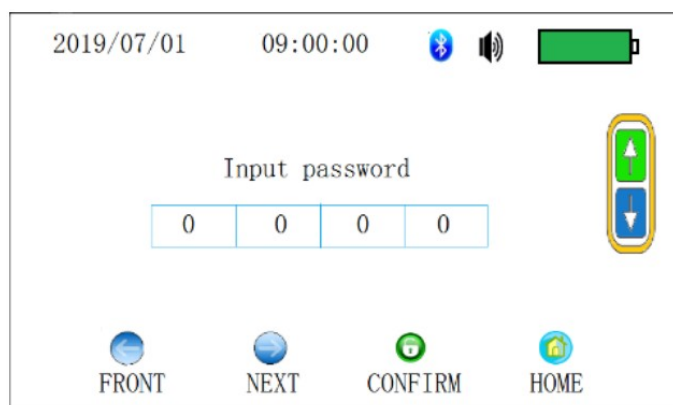 2019/07/01 09:00:00
Input password
0 0 0 0
FRONT NEXT CONFIRM HOME